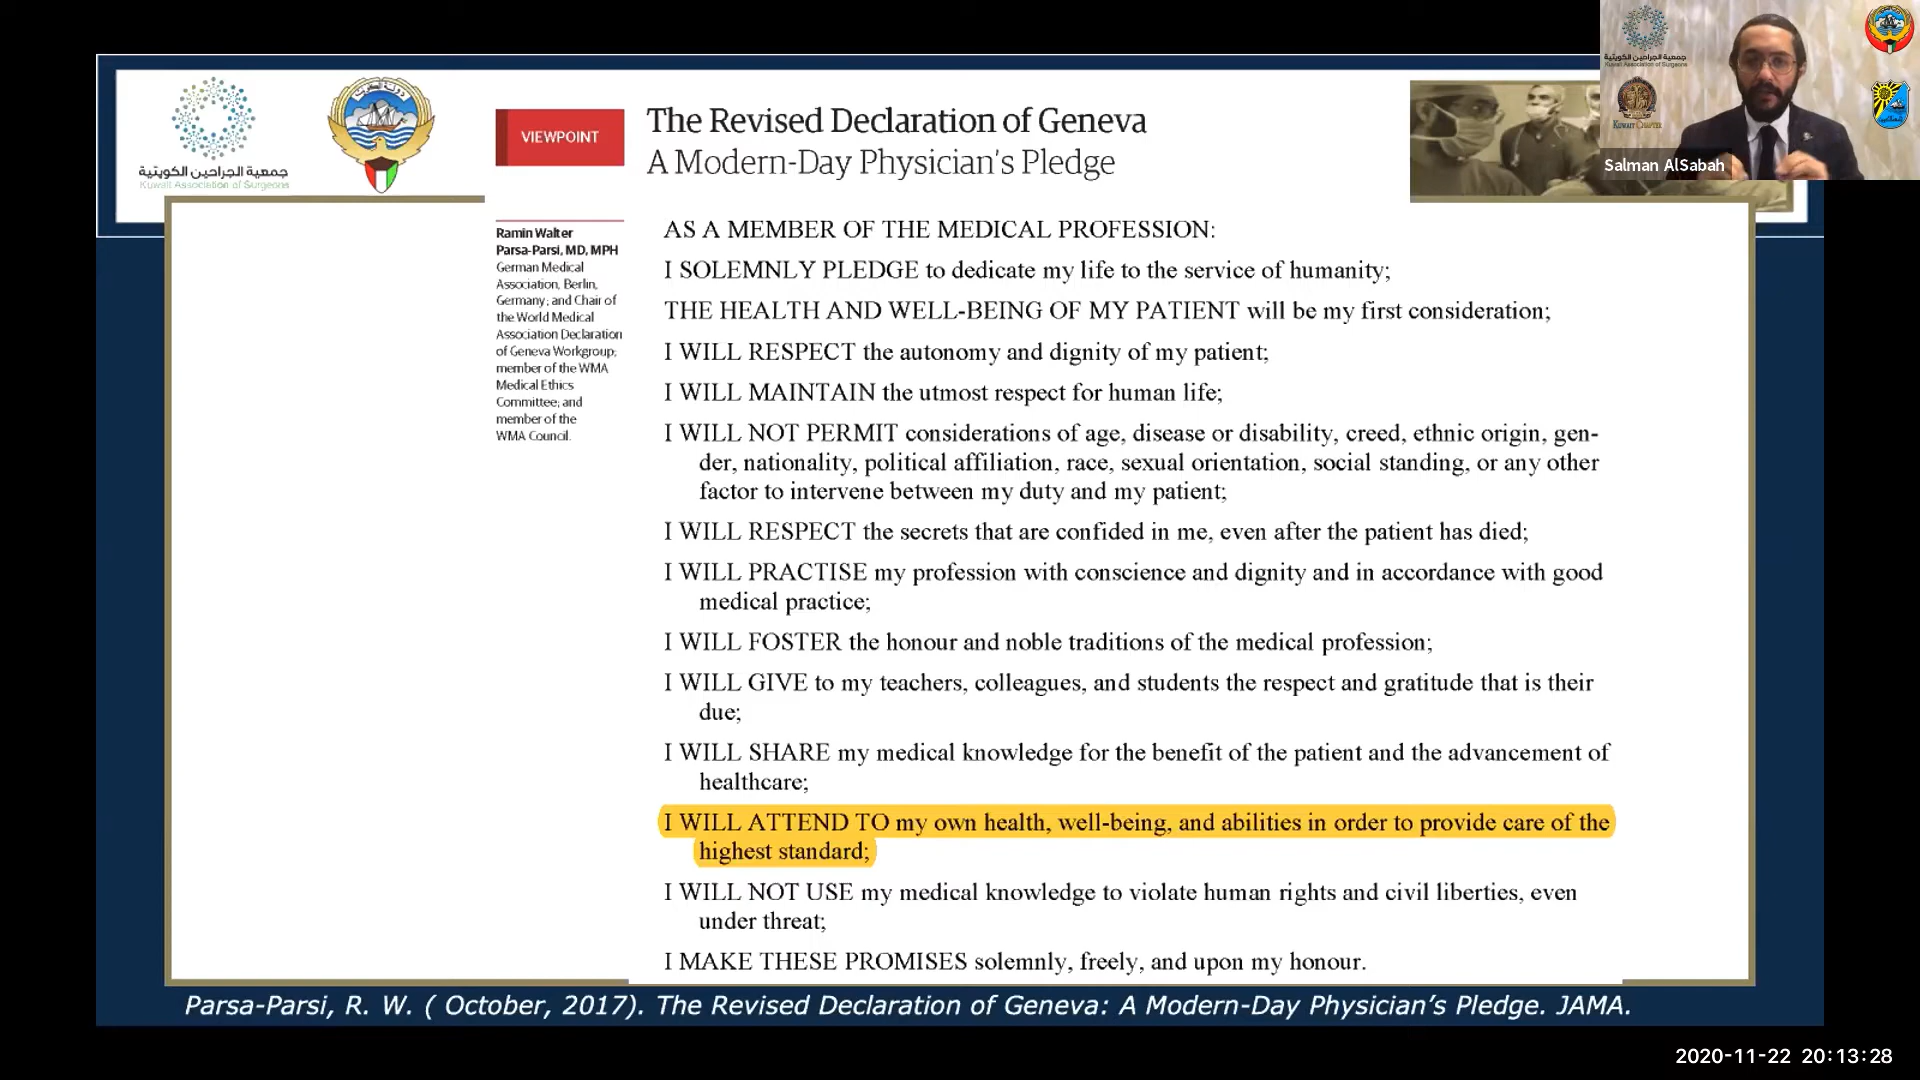 جمعية الجراحين الكويتية
Kuwait Association of Surgeons
دولة الكويت
VIEWPOINT
The Revised Declaration of Geneva
A Modern-Day Physician's Pledge
جمعية الجراحين الكويتية
Kuwait Association of Surgeons
KUWAIT CHAPTER
Salman AlSabah
Ramin Walter
Parsa-Parsi, MD, MPH
German Medical
Association, Berlin,
Germany; and Chair of
the World Medical
Association Declaration
of Geneva Workgroup;
member of the WMA
Medical Ethics
Committee; and
member of the
WMA Council.
AS A MEMBER OF THE MEDICAL PROFESSION:
I SOLEMNLY PLEDGE to dedicate my life to the service of humanity;
THE HEALTH AND WELL-BEING OF MY PATIENT will be my first consideration;
I WILL RESPECT the autonomy and dignity of my patient;
I WILL MAINTAIN the utmost respect for human life;
I WILL NOT PERMIT considerations of age, disease or disability, creed, ethnic origin, gen-
der, nationality, political affiliation, race, sexual orientation, social standing, or any other
factor to intervene between my duty and my patient;
I WILL RESPECT the secrets that are confided in me, even after the patient has died;
I WILL PRACTISE my profession with conscience and dignity and in accordance with good
medical practice;
I WILL FOSTER the honour and noble traditions of the medical profession;
I WILL GIVE to my teachers, colleagues, and students the respect and gratitude that is their
due;
I WILL SHARE my medical knowledge for the benefit of the patient and the advancement of
healthcare;
I WILL ATTEND TO my own health, well-being, and abilities in order to provide care of the
highest standard;
I WILL NOT USE my medical knowledge to violate human rights and civil liberties, even
under threat;
I MAKE THESE PROMISES solemnly, freely, and upon my honour.
Parsa-Parsi, R. W. ( October, 2017). The Revised Declaration of Geneva: A Modern-Day Physician's Pledge. JAMA.
2020-11-22 20:13:28